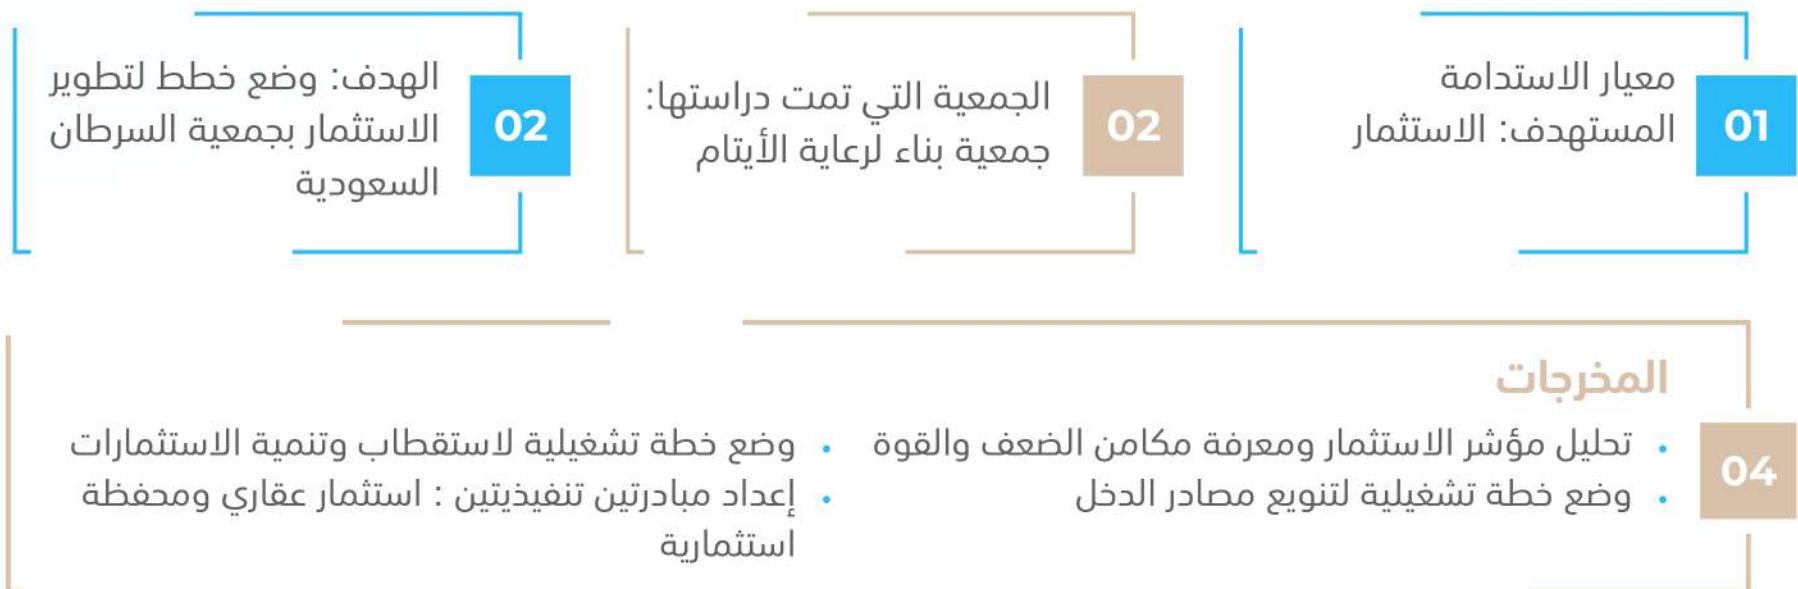 01
معيار الاستدامة
المستهدف: الاستثمار
02
الجمعية التي تمت دراستها:
جمعية بناء لرعاية الأيتام
02
الهدف: وضع خطط لتطوير
الاستثمار بجمعية السرطان
السعودية
04
المخرجات
• تحليل مؤشر الاستثمار ومعرفة مكامن الضعف والقوة
• وضع خطة تشغيلية لتنويع مصادر الدخل
• وضع خطة تشغيلية لاستقطاب وتنمية الاستثمارات
• إعداد مبادرتين تنفيذيتين : استثمار عقاري ومحفظة
استثمارية